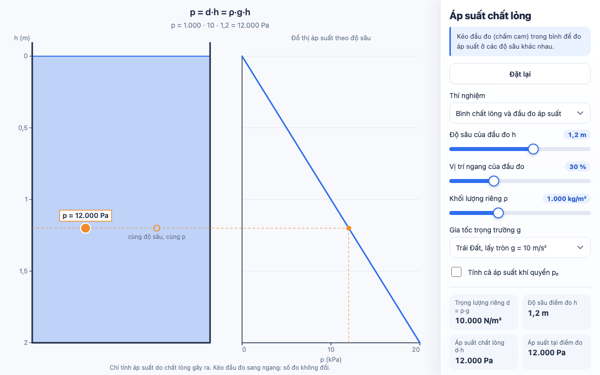 p = d·h = ρ·g·h
p = 1.000 · 10 · 1,2 = 12.000 Pa
h (m)
Đồ thị áp suất theo độ sâu
0
0,5
1
1,5
2
p = 12.000 Pa
cùng độ sâu, cùng p
0
10
20
p (kPa)
Chỉ tính áp suất do chất lỏng gây ra. Kéo đầu đo sang ngang: số đo không đổi.
Áp suất chất lỏng
Kéo đầu đo (chấm cam) trong bình để đo
áp suất ở các độ sâu khác nhau.
Đặt lại
Thí nghiệm
Bình chất lỏng và đầu đo áp suất
Độ sâu của đầu đo h
1,2 m
Vị trí ngang của đầu đo
30 %
Khối lượng riêng ρ
1.000 kg/m³
Gia tốc trọng trường g
Trái Đất, lấy tròn g = 10 m/s²
Tính cả áp suất khí quyển p₀
Trọng lượng riêng d
= ρ·g
10.000 N/m³
Độ sâu điểm đo h
1,2 m
Áp suất chất lỏng
d·h
12.000 Pa
Áp suất tại điểm đo
12.000 Pa